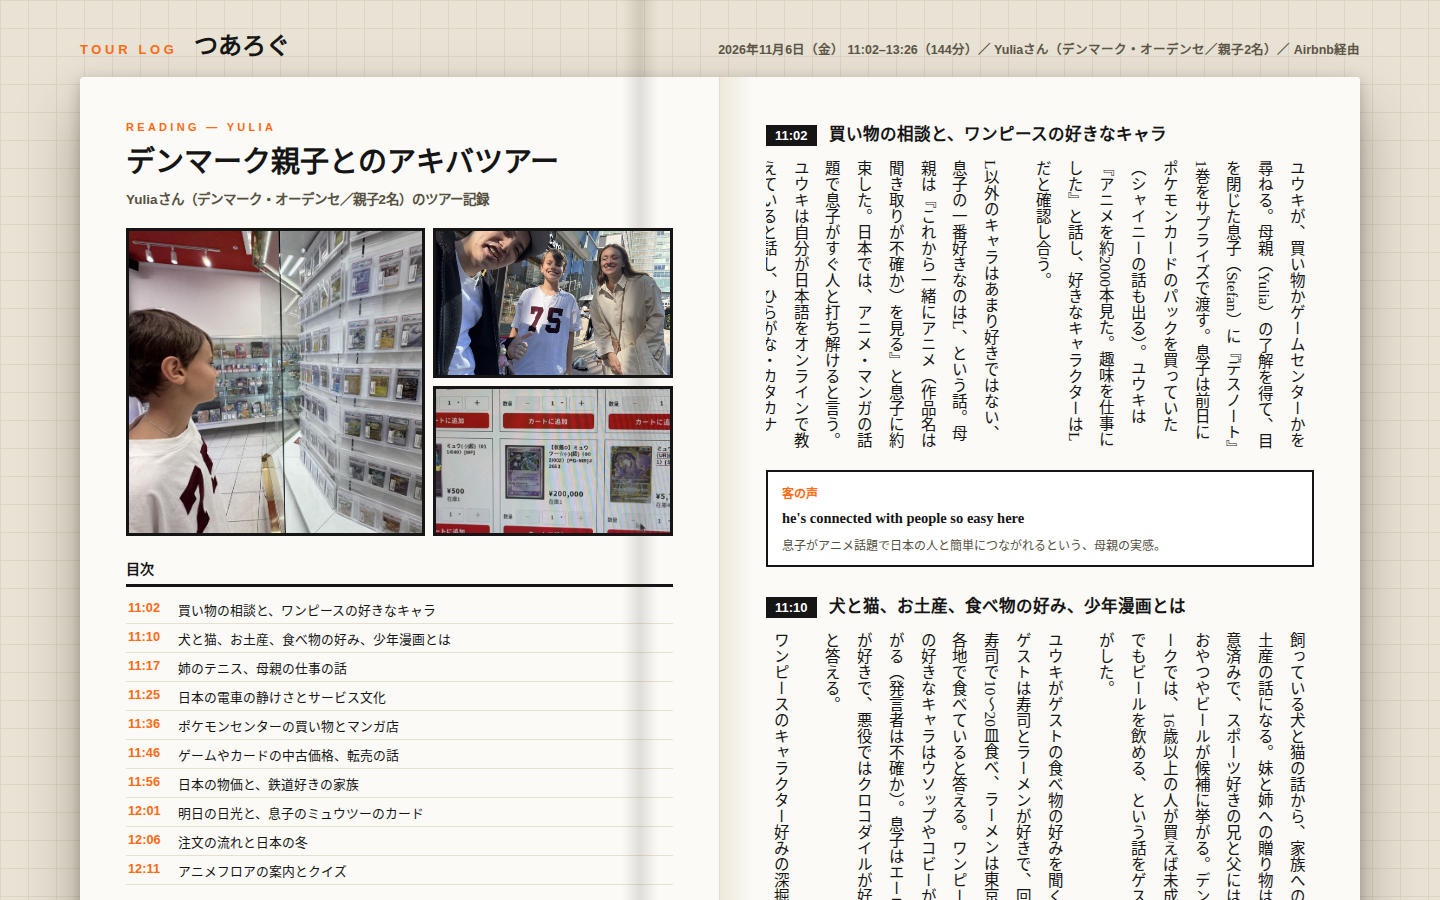 TOUR LOG つあろぐ
2026年11月6日（金） 11:02–13:26（144分）／ Yuliaさん（デンマーク・オーデンセ／親子2名）／ Airbnb経由
READING — YULIA
デンマーク親子とのアキバツアー
Yuliaさん（デンマーク・オーデンセ／親子2名）のツアー記録
75
カートに追加
¥500
在庫1
¥200,000
在庫1
数量
目次
11:02 買い物の相談と、ワンピースの好きなキャラ
11:10 犬と猫、お土産、食べ物の好み、少年漫画とは
11:17 姉のテニス、母親の仕事の話
11:25 日本の電車の静けさとサービス文化
11:36 ポケモンセンターの買い物とマンガ店
11:46 ゲームやカードの中古価格、転売の話
11:56 日本の物価と、鉄道好きの家族
12:01 明日の日光と、息子のミュウツーのカード
12:06 注文の流れと日本の冬
12:11 アニメフロアの案内とクイズ
11:02 買い物の相談と、ワンピースの好きなキャラ
ユウキが、買い物かゲームセンターかを
尋ねる。母親（Yulia）の了解を得て、目
を閉じた息子（Stefan）に『デスノート』
1巻をサプライズで渡す。息子は前日に
ポケモンカードのパックを買っていた
（シャイニーの話も出る）。ユウキは
『アニメを約2000本見た。趣味を仕事に
した』と話し、好きなキャラクターはL
だと確認し合う。
L以外のキャラはあまり好きではない、
息子の一番好きなのはL、という話。母
親は『これから一緒にアニメ（作品名は
聞き取りが不確か）を見る』と息子に約
束した。日本では、アニメ・マンガの話
題で息子がすぐ人と打ち解けると言う。
ユウキは自分が日本語をオンラインで教
えていると話し、ひらがな・カタカナ
客の声
he's connected with people so easy here
息子がアニメ話題で日本の人と簡単につながれるという、母親の実感。
11:10 犬と猫、お土産、食べ物の好み、少年漫画とは
飼っている犬と猫の話から、家族への
土産の話になる。妹と姉への贈り物は
意済みで、スポーツ好きの兄と父には
おやつやビールが候補に挙がる。デン
ークでは、16歳以上の人が買えば未成
でもビールを飲める、という話をゲス
がした。
ユウキがゲストの食べ物の好みを聞く
ゲストは寿司とラーメンが好きで、回
寿司で10〜20皿食べ、ラーメンは東京
各地で食べていると答える。ワンピー
の好きなキャラはウソップやコビーが
がる（発言者は不確か）。息子はエー
が好きで、悪役ではクロコダイルが好
と答える。
ワンピースのキャラクター好みの深掘